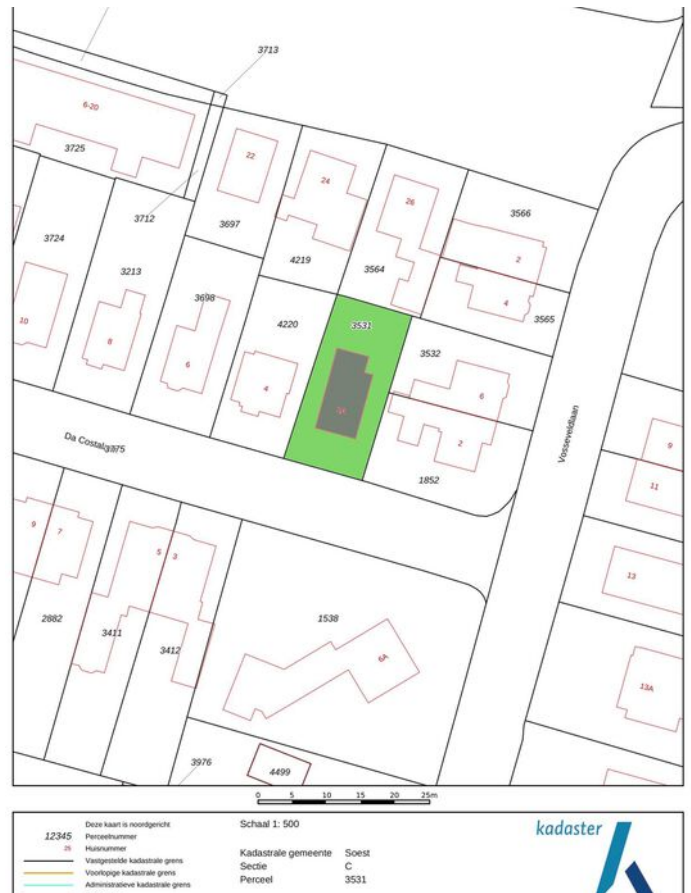 3713
6-20
3725
22
24
26
3712
3697
3566
2
3724
4219
3564
4
3213
3698
3565
10
8
6
4220
3531
3532
4
6
2
Da Costalaan
3775
1852
Vosseveldlaan
9
11
9
7
5
3
13
2882
3411
3412
1538
6A
13A
3976
4499
0 5 10 15 20 25m
Deze kaart is noordgericht
12345 Perceelnummer
25 Huisnummer
Vastgestelde kadastrale grens
Voorlopige kadastrale grens
Administratieve kadastrale grens
Schaal 1: 500
Kadastrale gemeente Soest
Sectie C
Perceel 3531
kadaster